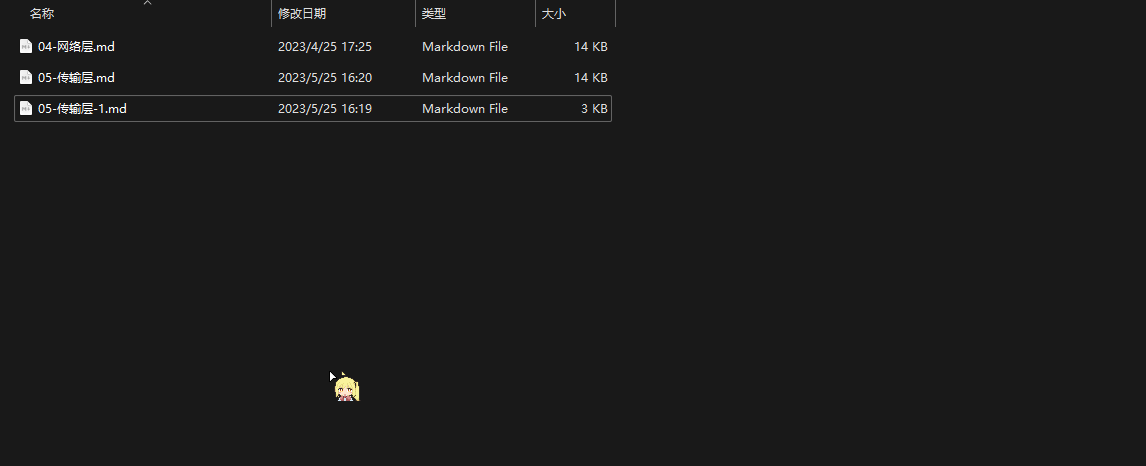 名称 修改日期 类型 大小
04-网络层.md 2023/4/25 17:25 Markdown File 14 KB
05-传输层.md 2023/5/25 16:20 Markdown File 14 KB
05-传输层-1.md 2023/5/25 16:19 Markdown File 3 KB